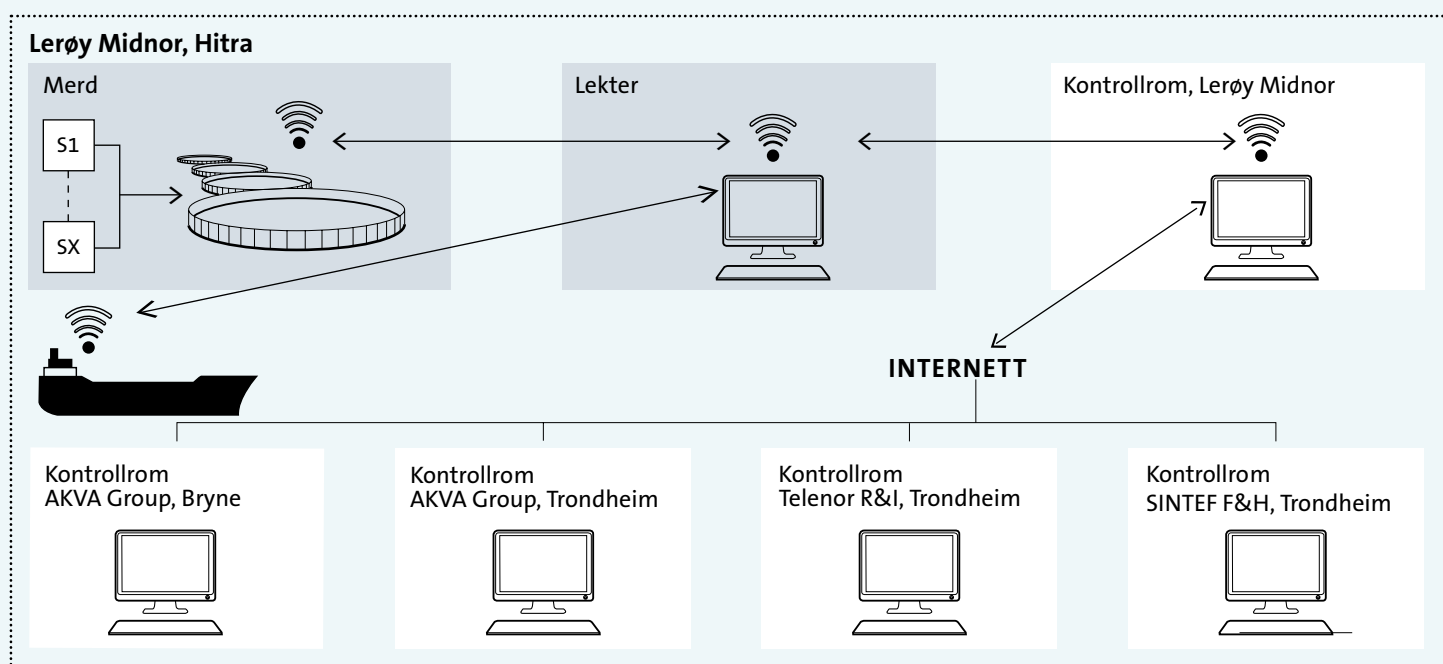 Lerøy Midnor, Hitra
Merd
S1
SX
Lekter
Kontrollrom, Lerøy Midnor
INTERNETT
Kontrollrom
AKVA Group, Bryne
Kontrollrom
AKVA Group, Trondheim
Kontrollrom
Telenor R&I, Trondheim
Kontrollrom
SINTEF F&H, Trondheim